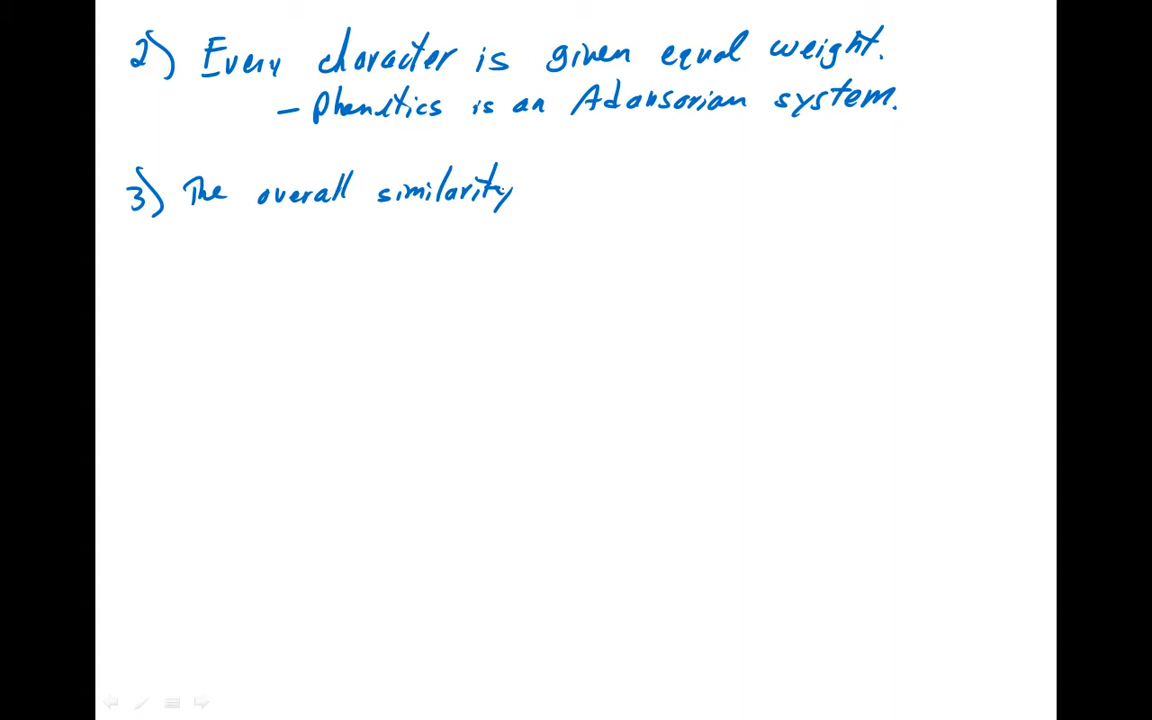 2) Every character is given equal weight.
- Phenetics is an Adansonian system.
3) The overall similarity